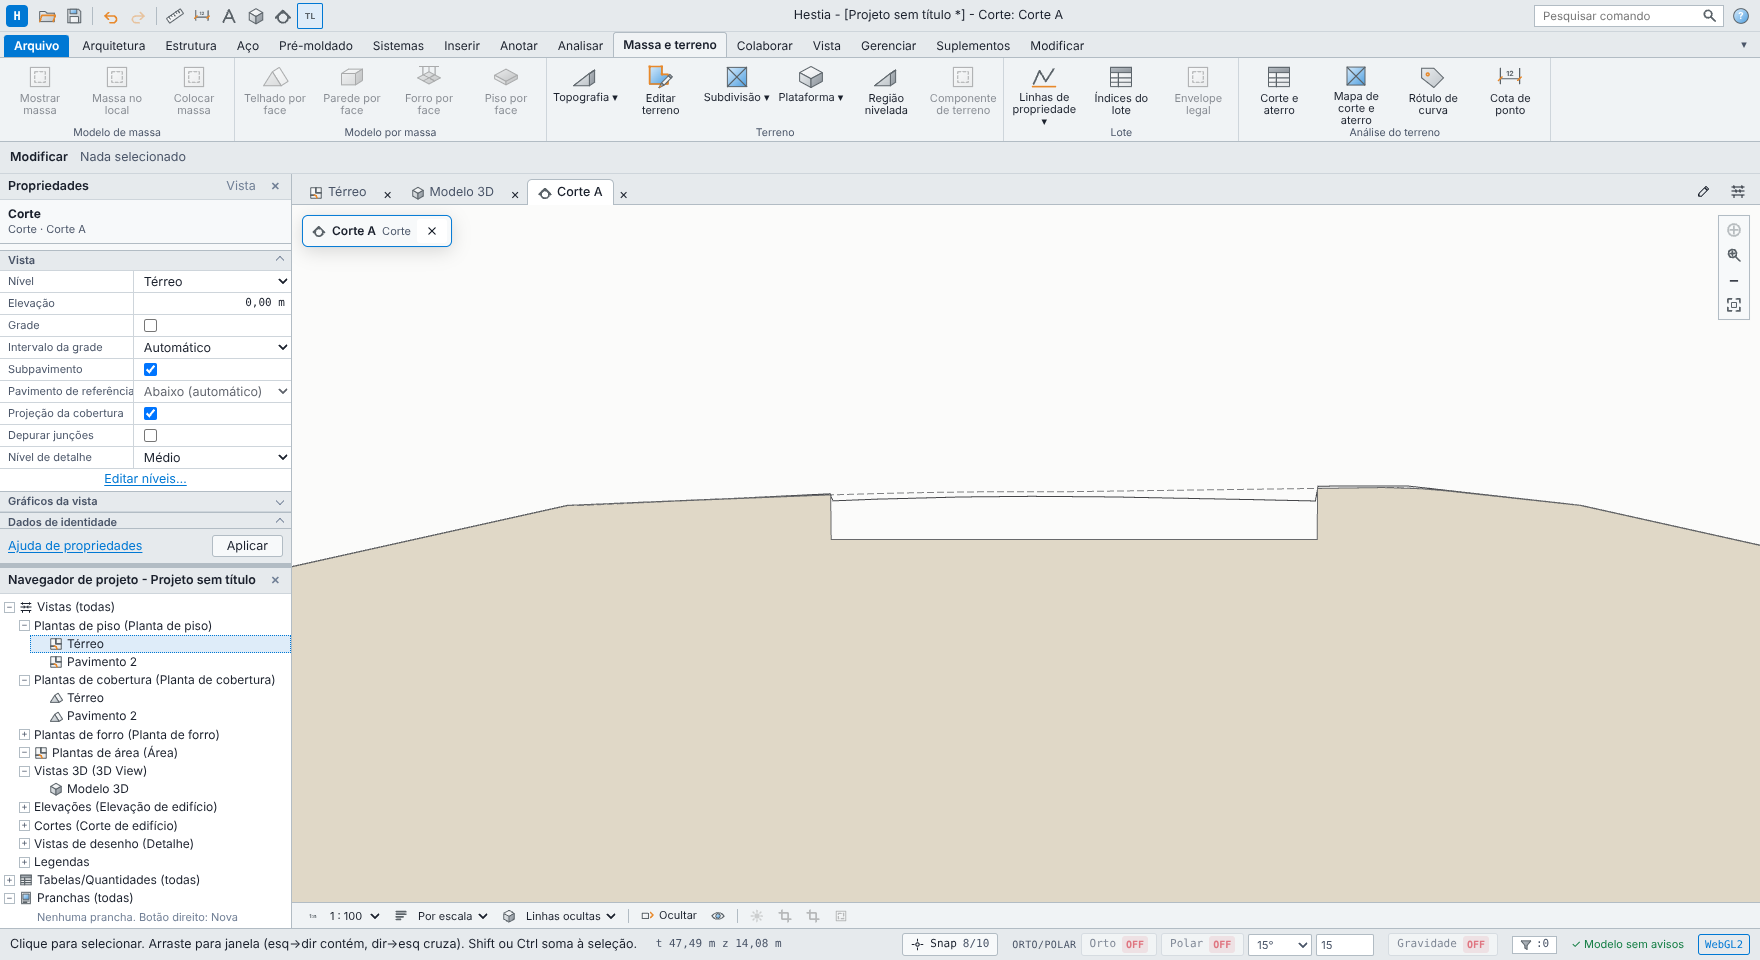 H
TL
Hestia - [Projeto sem título *] - Corte: Corte A
Pesquisar comando
?
Arquivo Arquitetura Estrutura Aço Pré-moldado Sistemas Inserir Anotar Analisar Massa e terreno Colaborar Vista Gerenciar Suplementos Modificar
Mostrar massa
Massa no local
Colocar massa
Modelo de massa
Telhado por face
Parede por face
Forro por face
Piso por face
Modelo por massa
Topografia ▾
Editar terreno
Subdivisão ▾
Plataforma ▾
Região nivelada
Componente de terreno
Terreno
Linhas de propriedade ▾
Índices do lote
Envelope legal
Lote
Corte e aterro
Mapa de corte e aterro
Rótulo de curva
12
Cota de ponto
Análise do terreno
Modificar Nada selecionado
Propriedades Vista ×
Corte
Corte · Corte A
Vista
Nível Térreo
Elevação 0,00 m
Grade
Intervalo da grade Automático
Subpavimento
Pavimento de referência Abaixo (automático)
Projeção da cobertura
Depurar junções
Nível de detalhe Médio
Editar níveis...
Gráficos da vista
Dados de identidade
Ajuda de propriedades Aplicar
Navegador de projeto - Projeto sem título ×
Vistas (todas)
Plantas de piso (Planta de piso)
Térreo
Pavimento 2
Plantas de cobertura (Planta de cobertura)
Térreo
Pavimento 2
Plantas de forro (Planta de forro)
Plantas de área (Área)
Vistas 3D (3D View)
Modelo 3D
Elevações (Elevação de edifício)
Cortes (Corte de edifício)
Vistas de desenho (Detalhe)
Legendas
Tabelas/Quantidades (todas)
Pranchas (todas)
Nenhuma prancha. Botão direito: Nova
Térreo × Modelo 3D × Corte A ×
Corte A Corte ×
1 : 100 Por escala Linhas ocultas Ocultar
Clique para selecionar. Arraste para janela (esq→dir contém, dir→esq cruza). Shift ou Ctrl soma à seleção. t 47,49 m z 14,08 m Snap 8/10 ORTO/POLAR Orto OFF Polar OFF 15° 15 Gravidade OFF :0 ✓ Modelo sem avisos WebGL2